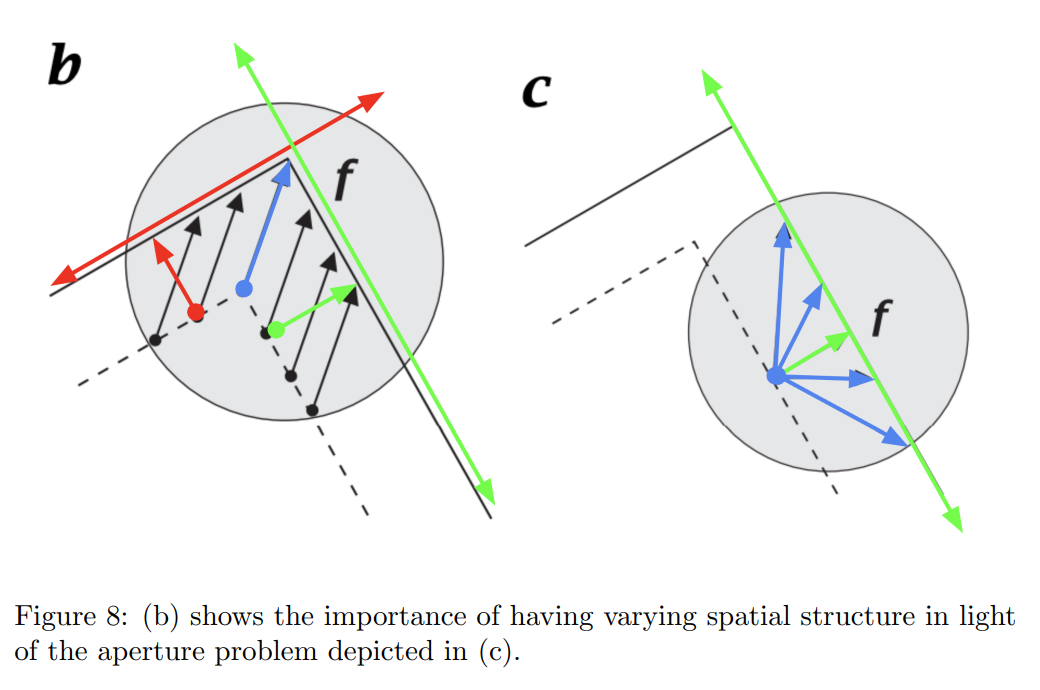 b
c
f
f
Figure 8: (b) shows the importance of having varying spatial structure in light
of the aperture problem depicted in (c).